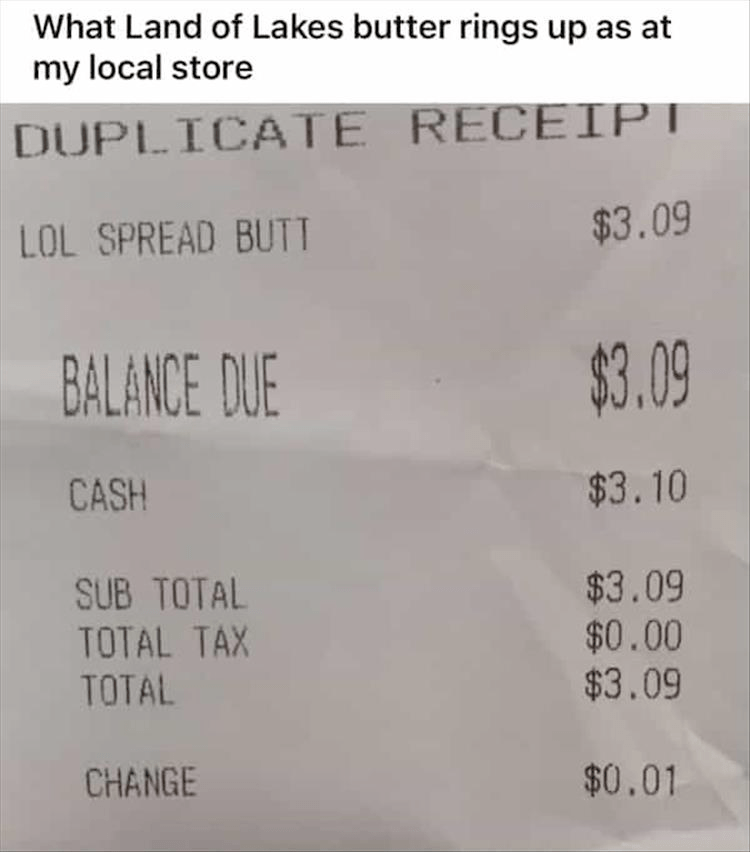 What Land of Lakes butter rings up as at
my local store
DUPLICATE RECEIPT
LOL SPREAD BUTT $3.09
BALANCE DUE $3.09
CASH $3.10
SUB TOTAL $3.09
TOTAL TAX $0.00
TOTAL $3.09
CHANGE $0.01